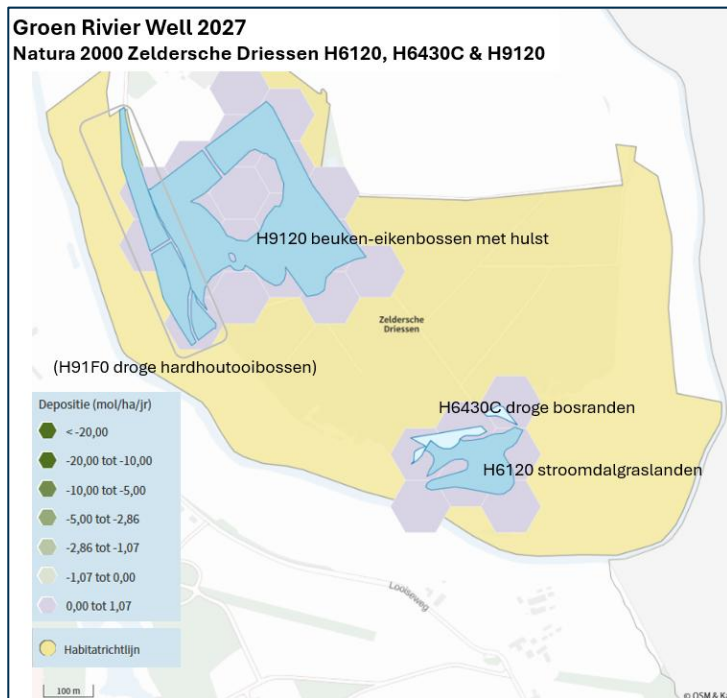 Groen Rivier Well 2027
Natura 2000 Zeldersche Driessen H6120, H6430C & H9120
H9120 beuken-eikenbossen met hulst
Zeldersche
Driessen
(H91F0 droge hardhoutooibossen)
H6430C droge bosranden
H6120 stroomdalgraslanden
Depositie (mol/ha/jr)
< -20,00
-20,00 tot -10,00
-10,00 tot -5,00
-5,00 tot -2,86
-2,86 tot -1,07
-1,07 tot 0,00
0,00 tot 1,07
Habitatrichtlijn
Looiseweg
100 m
© OSM & K